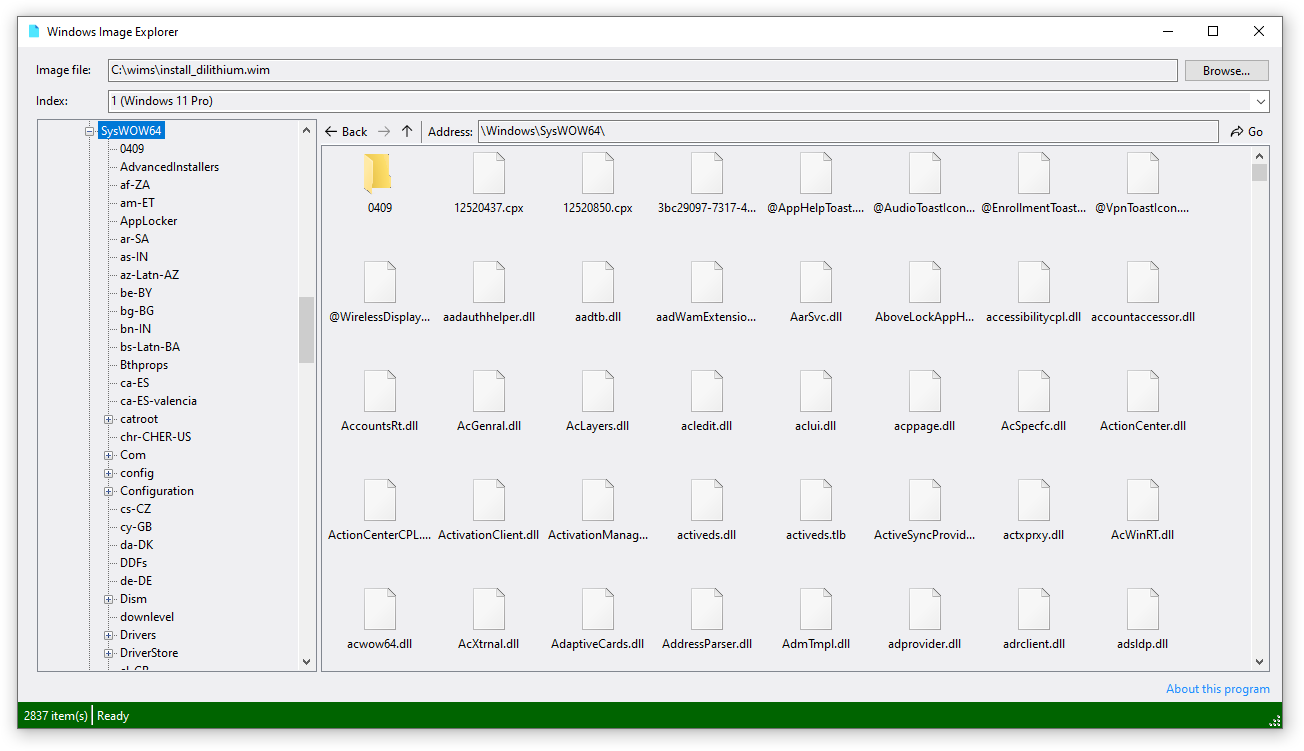 Windows Image Explorer
Image file:
C:\wims\install_dilithium.wim
Browse...
Index:
1 (Windows 11 Pro)
SysWOW64
0409
AdvancedInstallers
af-ZA
am-ET
AppLocker
ar-SA
as-IN
az-Latn-AZ
be-BY
bg-BG
bn-IN
bs-Latn-BA
Bthprops
ca-ES
ca-ES-valencia
catroot
chr-CHER-US
Com
config
Configuration
cs-CZ
cy-GB
da-DK
DDFs
de-DE
Dism
downlevel
Drivers
DriverStore
Back
Address:
\Windows\SysWOW64\
Go
0409
12520437.cpx
12520850.cpx
3bc29097-7317-4...
@AppHelpToast....
@AudioToastIcon...
@EnrollmentToast...
@VpnToastIcon....
@WirelessDisplay...
aadauthhelper.dll
aadtb.dll
aadWamExtensio...
AarSvc.dll
AboveLockAppH...
accessibilitycpl.dll
accountaccessor.dll
AccountsRt.dll
AcGenral.dll
AcLayers.dll
acledit.dll
aclui.dll
acppage.dll
AcSpecfc.dll
ActionCenter.dll
ActionCenterCPL....
ActivationClient.dll
ActivationManag...
activeds.dll
activeds.tlb
ActiveSyncProvid...
actxprxy.dll
AcWinRT.dll
acwow64.dll
AcXtrnal.dll
AdaptiveCards.dll
AddressParser.dll
AdmTmpl.dll
adprovider.dll
adrclient.dll
adsldp.dll
About this program
2837 item(s)
Ready